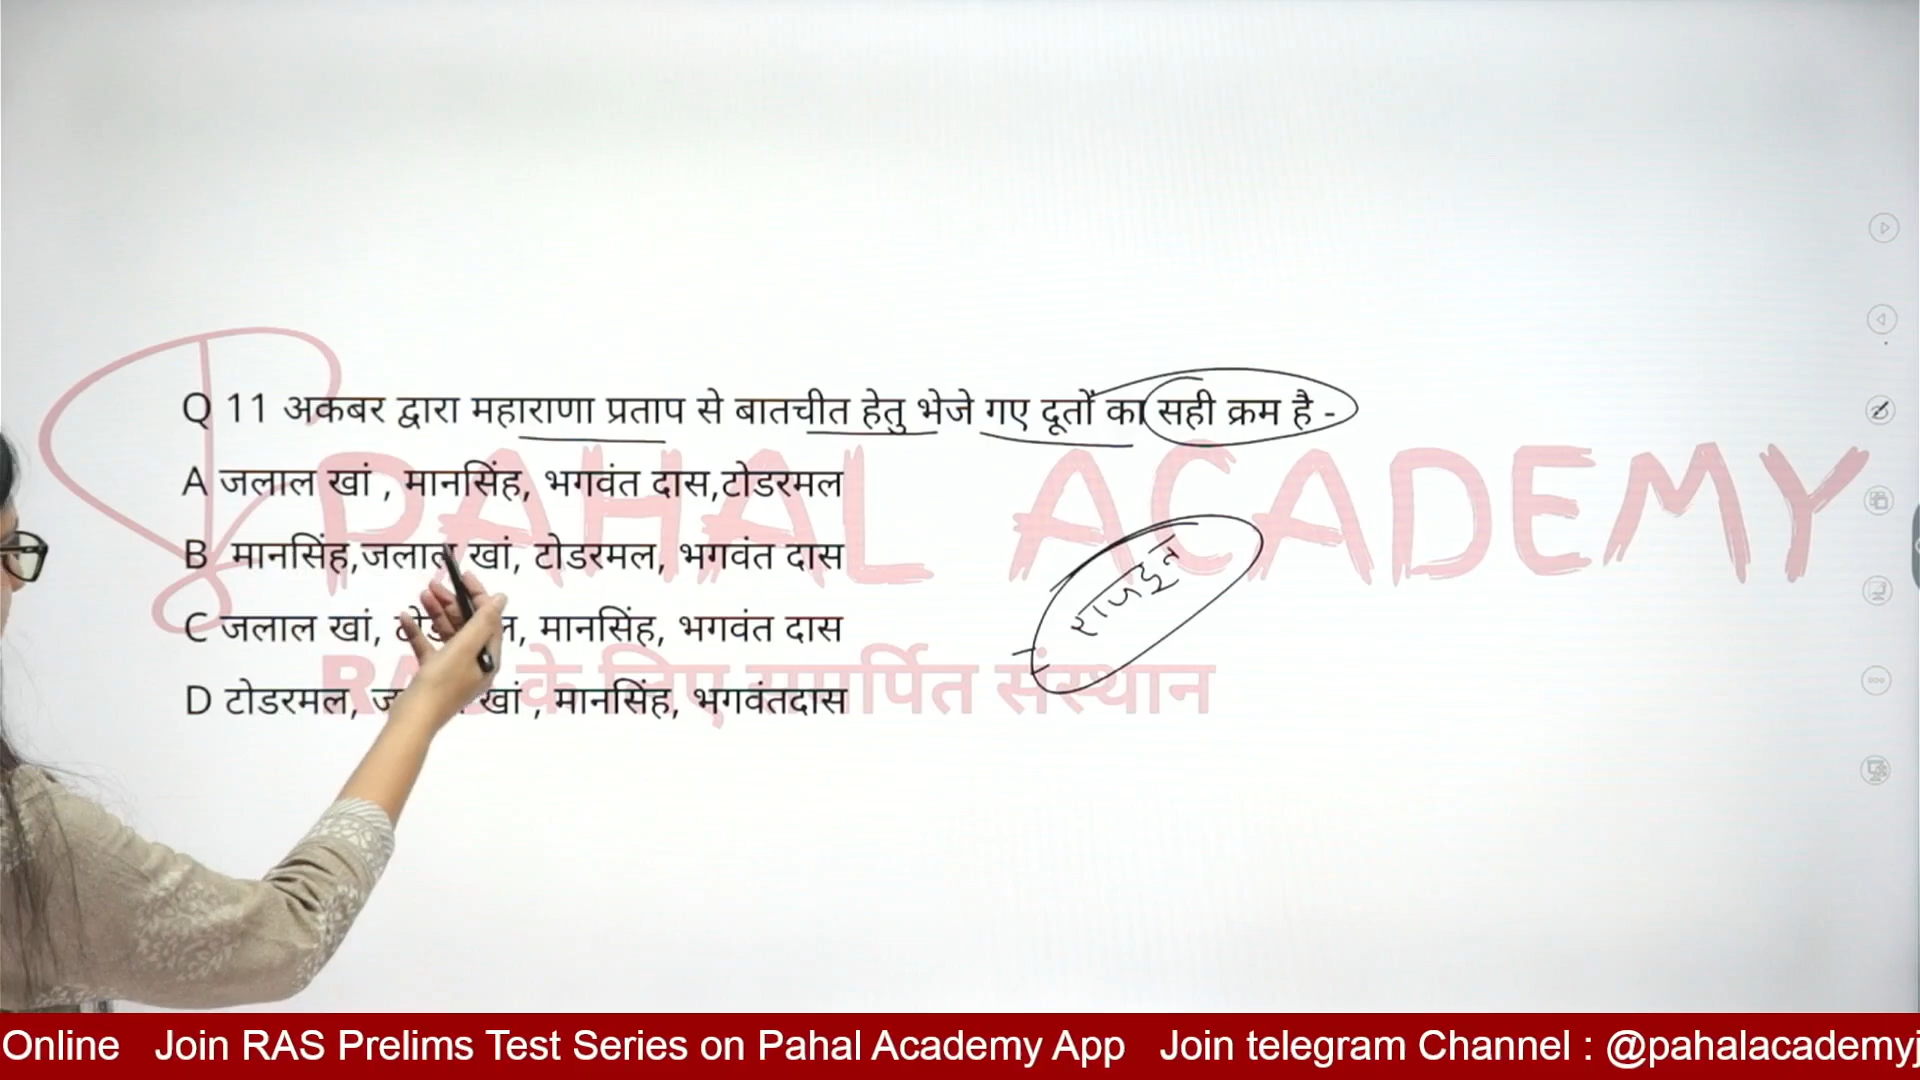 Q 11 अकबर द्वारा महाराणा प्रताप से बातचीत हेतु भेजे गए दूतों का सही क्रम है -
A जलाल खां , मानसिंह, भगवंत दास,टोडरमल
B मानसिंह,जलाल खां, टोडरमल, भगवंत दास
C जलाल खां, मानसिंह, भगवंत दास
D टोडरमल, खां , मानसिंह, भगवंतदास
PAHAL ACADEMY
के लिए समर्पित संस्थान
Online Join RAS Prelims Test Series on Pahal Academy App Join telegram Channel : @pahalacademyj